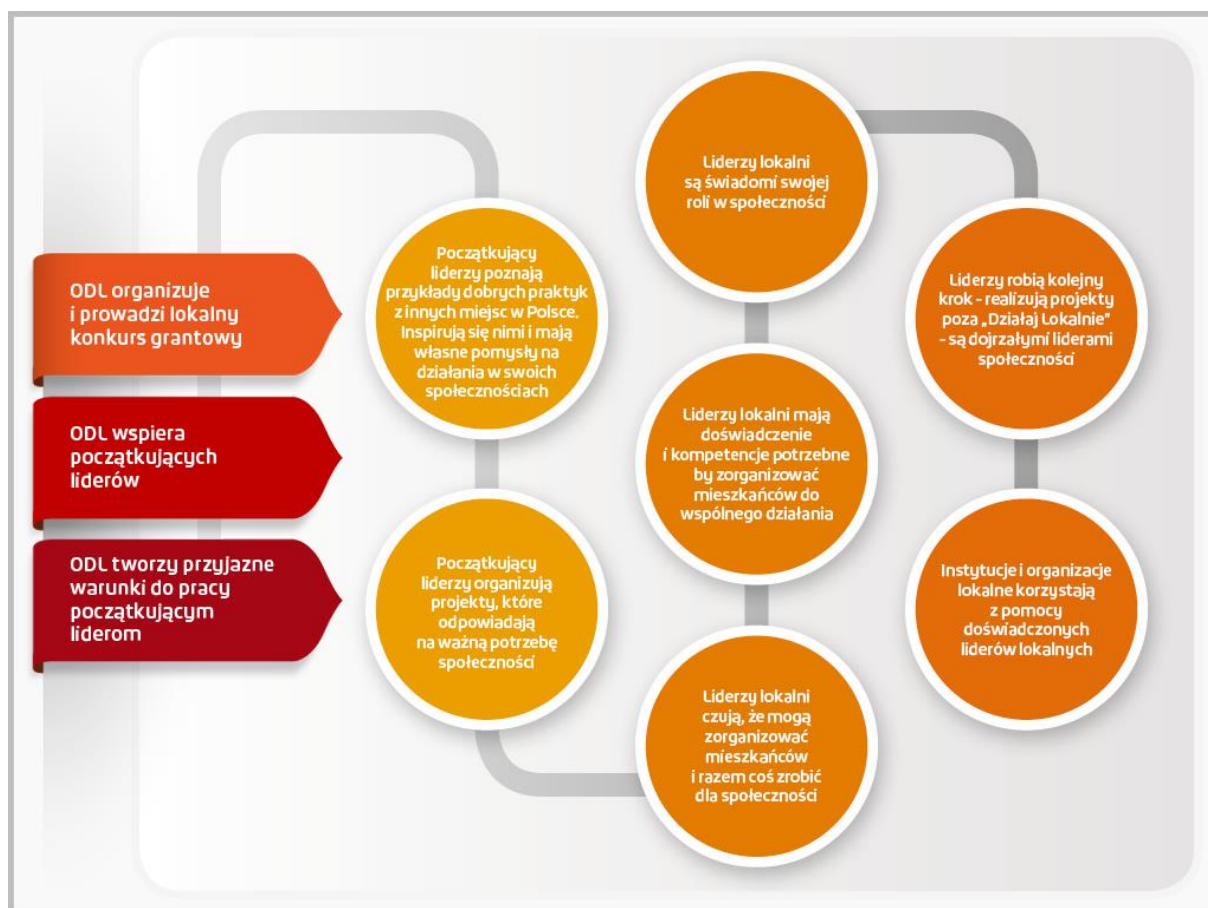 ODL organizuje
i prowadzi lokalny
konkurs grantowy
ODL wspiera
początkujących
liderów
ODL tworzy przyjazne
warunki do pracy
początkującym
liderom
Początkujący
liderzy poznają
przykłady dobrych praktyk
z innych miejsc w Polsce.
Inspirują się nimi i mają
własne pomysły na
działania w swoich
społecznościach
Początkujący
liderzy organizują
projekty, które
odpowiadają
na ważną potrzebę
społeczności
Liderzy lokalni
są świadomi swojej
roli w społeczności
Liderzy lokalni mają
doświadczenie
i kompetencje potrzebne
by zorganizować
mieszkańców do
wspólnego działania
Liderzy lokalni
czują, że mogą
zorganizować
mieszkańców
i razem coś zrobić
dla społeczności
Liderzy robią kolejny
krok - realizują projekty
poza „Działaj Lokalnie”
- są dojrzałymi liderami
społeczności
Instytucje i organizacje
lokalne korzystają
z pomocy
doświadczonych
liderów lokalnych